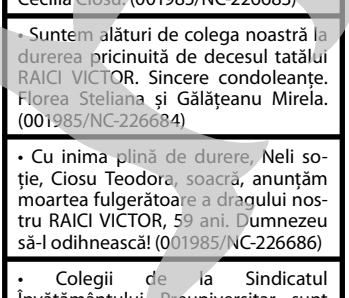 Cecilia Ciosu. (001985/NC-226683)
• Suntem alături de colega noastră la
durerea pricinuită de decesul tatălui
RAICI VICTOR. Sincere condoleanțe.
Florea Steliana și Gălățeanu Mirela.
(001985/NC-226684)
• Cu inima plină de durere, Neli so-
ție, Ciosu Teodora, soacră, anunțăm
moartea fulgerătoare a dragului nos-
tru RAICI VICTOR, 59 ani. Dumnezeu
să-l odihnească! (001985/NC-226686)
• Colegii de la Sindicatul
Învățământului Preuniversitar sunt